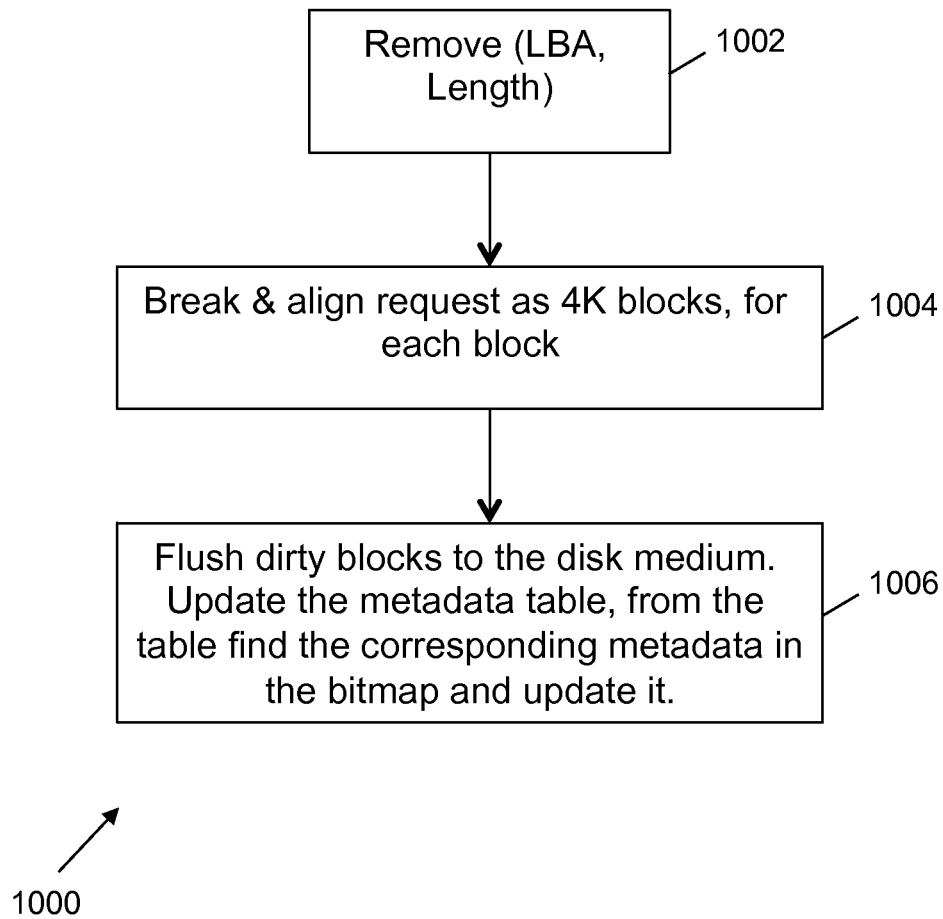 Remove (LBA,
Length)
1002
Break & align request as 4K blocks, for
each block
1004
Flush dirty blocks to the disk medium.
Update the metadata table, from the
table find the corresponding metadata in
the bitmap and update it.
1006
1000